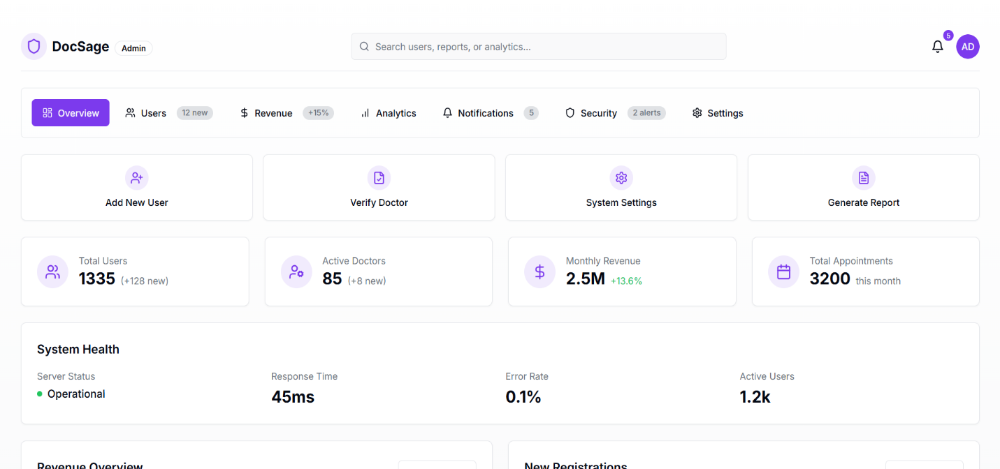 DocSage Admin
Search users, reports, or analytics...
5
AD
Overview Users 12 new Revenue +15% Analytics Notifications 5 Security 2 alerts Settings
Add New User
Verify Doctor
System Settings
Generate Report
Total Users
1335 (+128 new)
Active Doctors
85 (+8 new)
Monthly Revenue
2.5M +13.6%
Total Appointments
3200 this month
System Health
Server Status
Operational
Response Time
45ms
Error Rate
0.1%
Active Users
1.2k
Revenue Overview
New Registrations